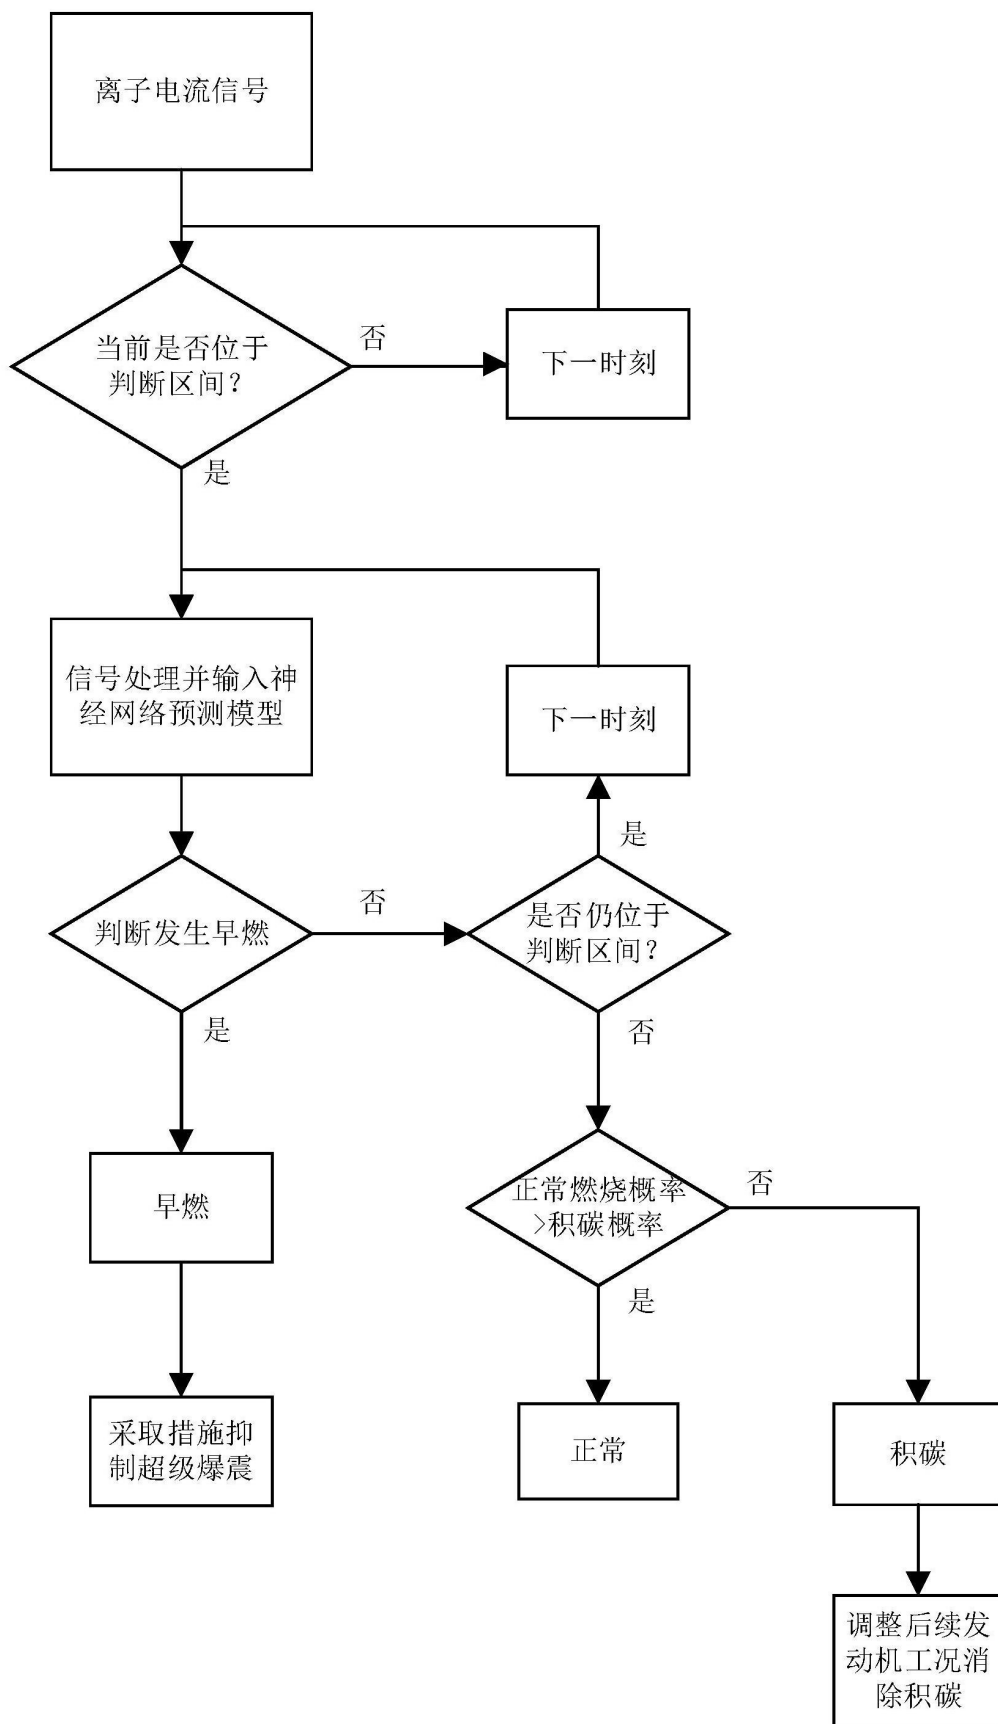 离子电流信号
当前是否位于
判断区间？
否
下一时刻
是
信号处理并输入神
经网络预测模型
下一时刻
是
判断发生早燃
否
是否仍位于
判断区间？
是
否
早燃
正常燃烧概率
>积碳概率
否
是
采取措施抑
制超级爆震
正常
积碳
调整后续发
动机工况消
除积碳